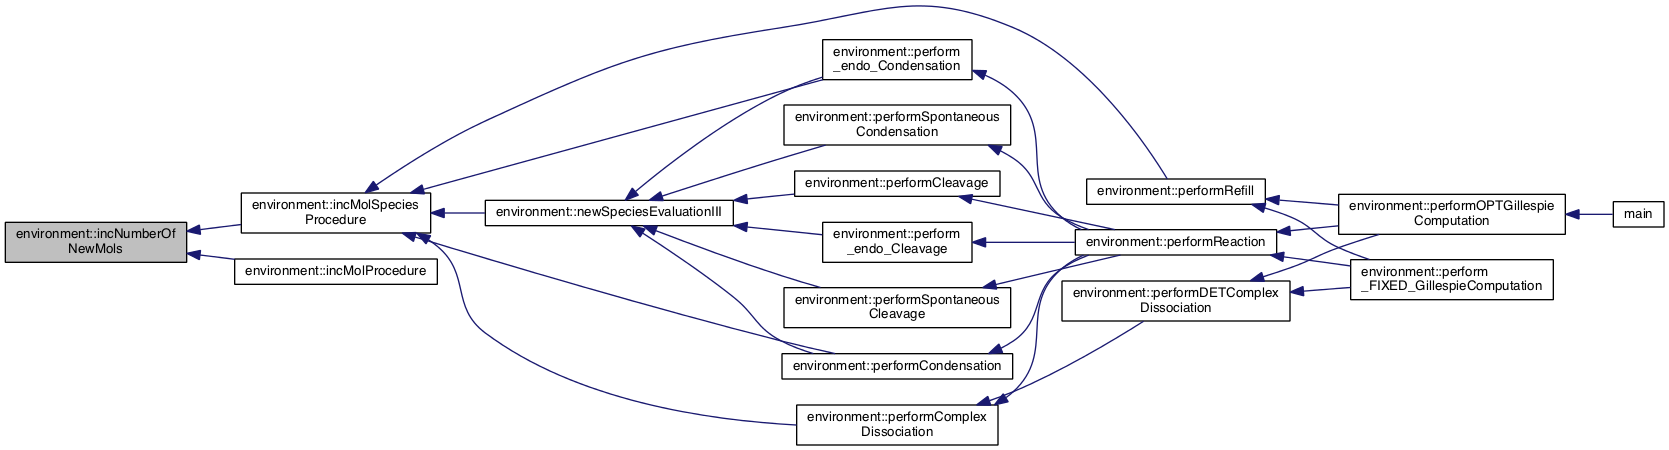 environment::incNumberOf
NewMols
environment::incMolSpecies
Procedure
environment::incMolProcedure
environment::newSpeciesEvaluationIII
environment::perform
_endo_Condensation
environment::performSpontaneous
Condensation
environment::performCleavage
environment::perform
_endo_Cleavage
environment::performSpontaneous
Cleavage
environment::performCondensation
environment::performComplex
Dissociation
environment::performRefill
environment::performReaction
environment::performDETComplex
Dissociation
environment::performOPTGillespie
Computation
environment::perform
_FIXED_GillespieComputation
main